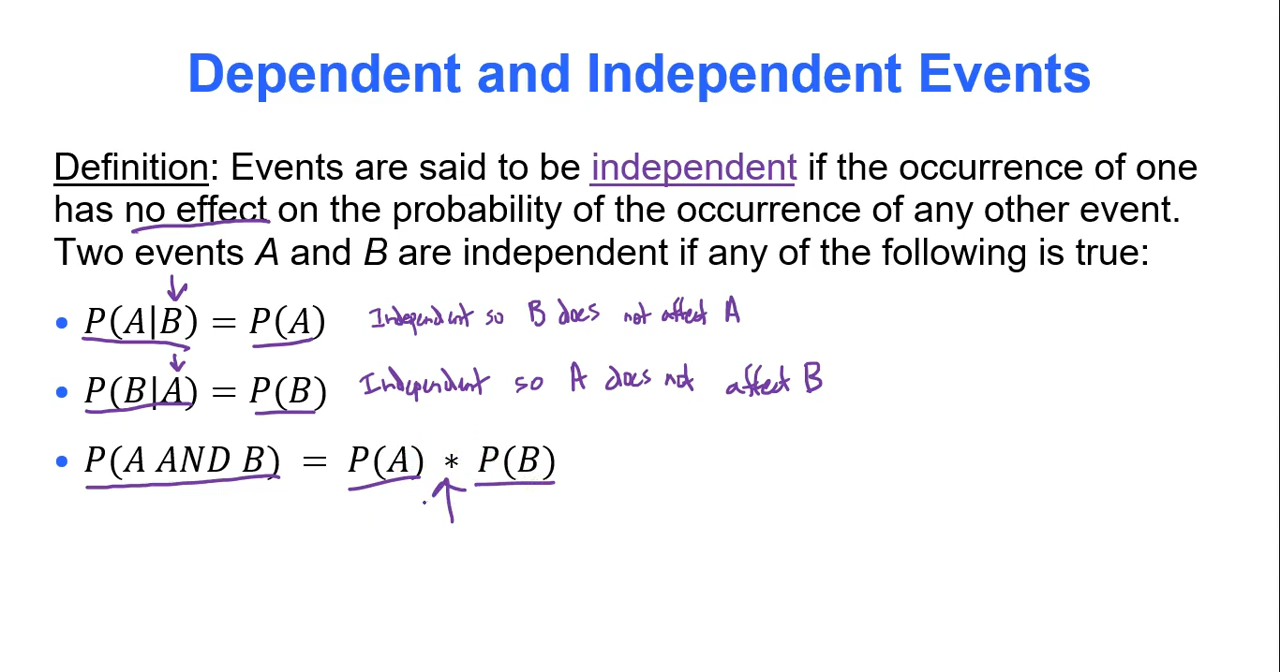 Dependent and Independent Events
Definition: Events are said to be independent if the occurrence of one
has no effect on the probability of the occurrence of any other event.
Two events A and B are independent if any of the following is true:
• P(A|B) = P(A) Independent so B does not affect A
• P(B|A) = P(B) Independent so A does not affect B
• P(A AND B) = P(A) * P(B)